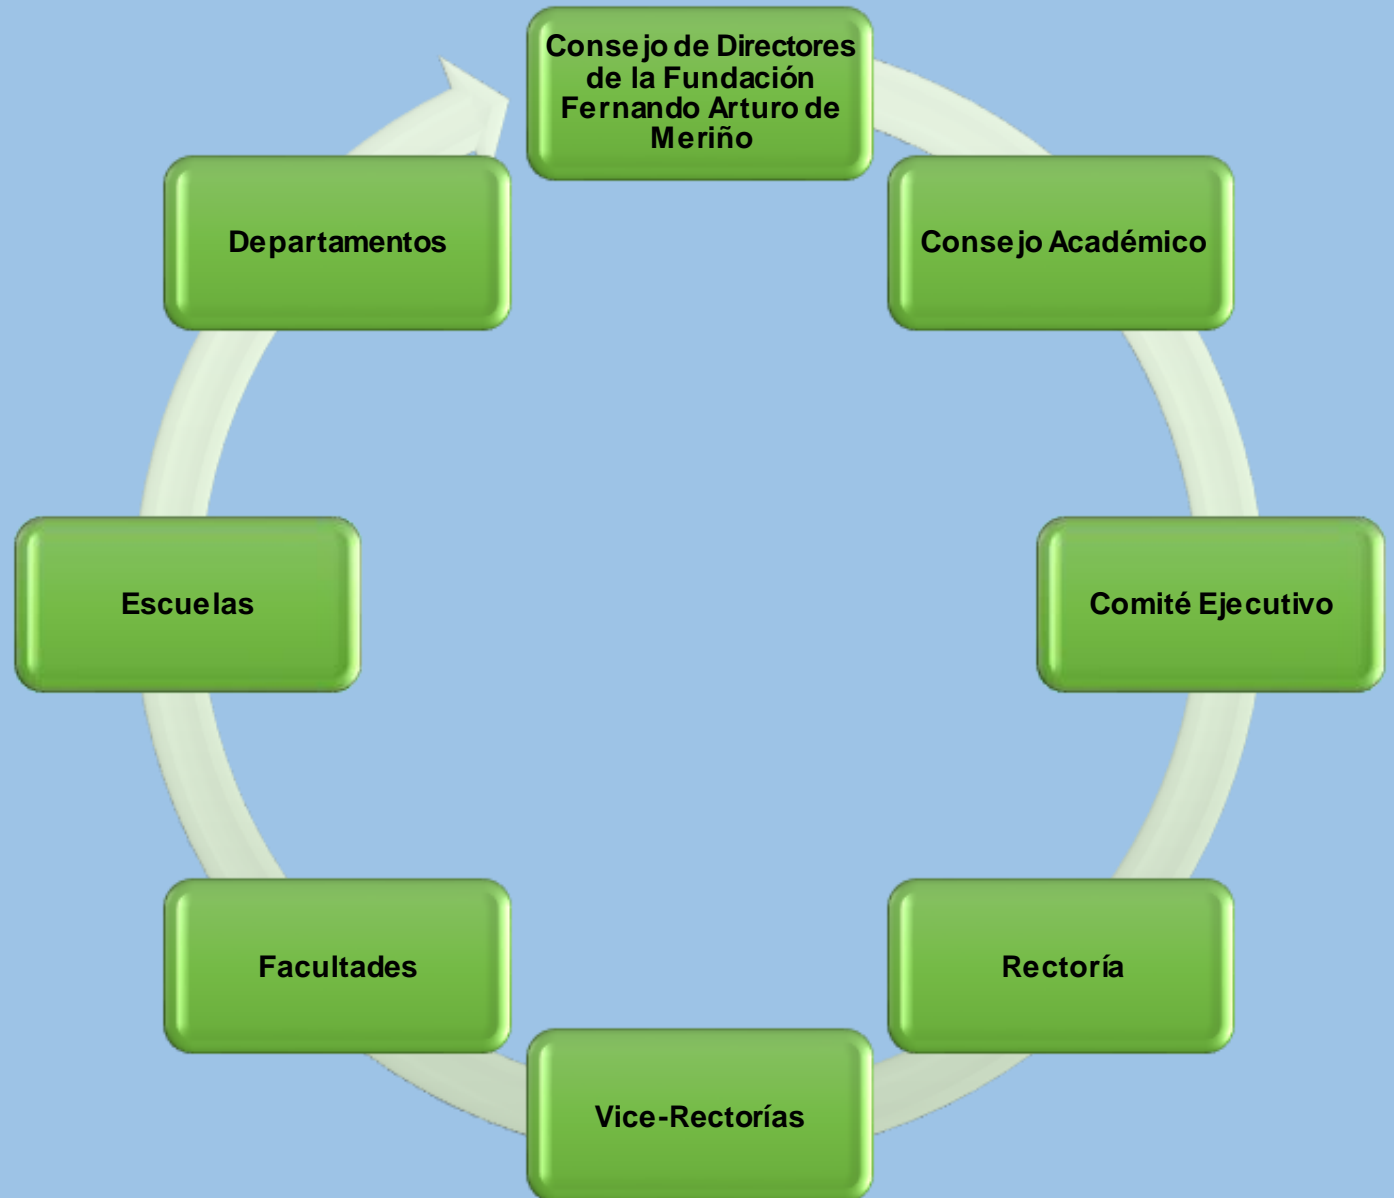 Consejo de Directores
de la Fundación
Fernando Arturo de
Meriño
Consejo Académico
Comité Ejecutivo
Rectoría
Vice-Rectorías
Facultades
Escuelas
Departamentos